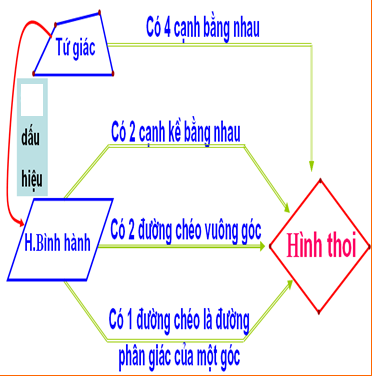 Có 4 cạnh bằng nhau
Tứ giác
dấu
hiệu
Có 2 cạnh kề bằng nhau
H.Bình hành
Có 2 đường chéo vuông góc
Hình thoi
Có 1 đường chéo là đường
phân giác của một góc